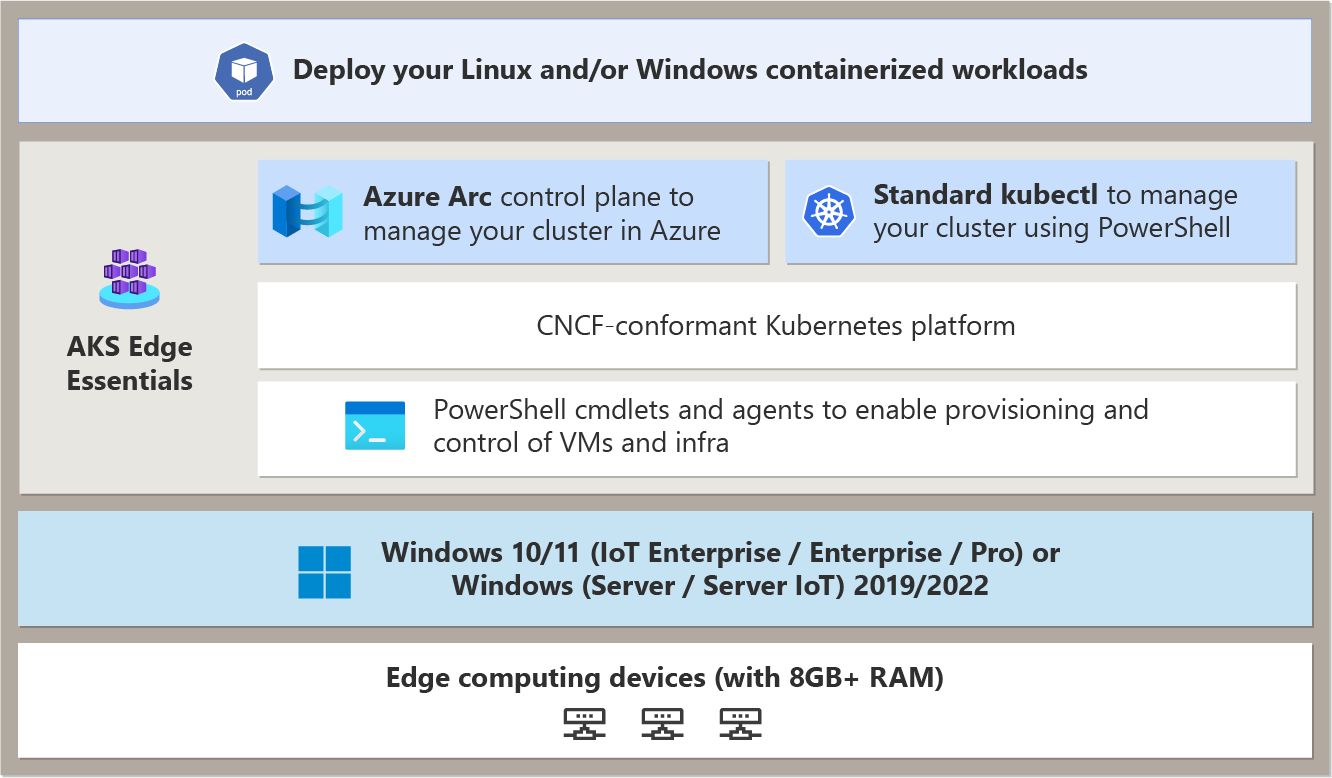 pod
Deploy your Linux and/or Windows containerized workloads
AKS Edge
Essentials
Azure Arc control plane to
manage your cluster in Azure
Standard kubectl to manage
your cluster using PowerShell
CNCF-conformant Kubernetes platform
PowerShell cmdlets and agents to enable provisioning and
control of VMs and infra
Windows 10/11 (IoT Enterprise / Enterprise / Pro) or
Windows (Server / Server IoT) 2019/2022
Edge computing devices (with 8GB+ RAM)